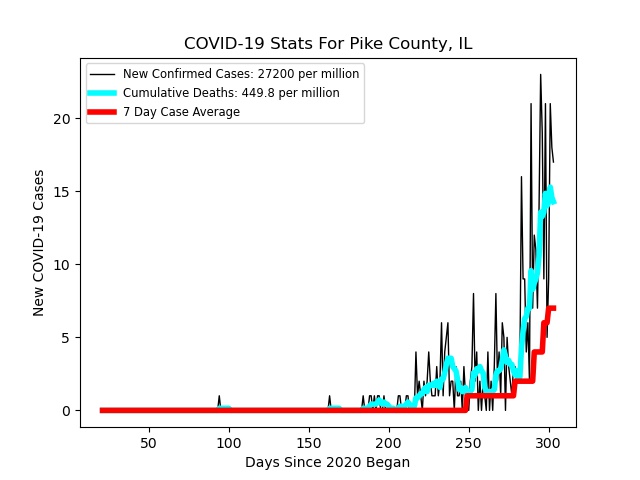 COVID-19 Stats For Pike County, IL
New Confirmed Cases: 27200 per million
Cumulative Deaths: 449.8 per million
7 Day Case Average
New COVID-19 Cases
20
15
10
5
0
50 100 150 200 250 300
Days Since 2020 Began